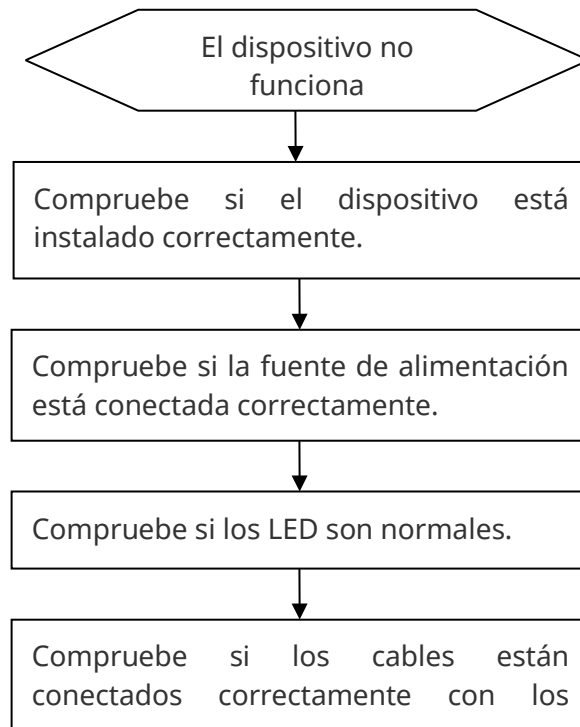 El dispositivo no
funciona
Compruebe si el dispositivo está
instalado correctamente.
Compruebe si la fuente de alimentación
está conectada correctamente.
Compruebe si los LED son normales.
Compruebe si los cables están
conectados correctamente con los